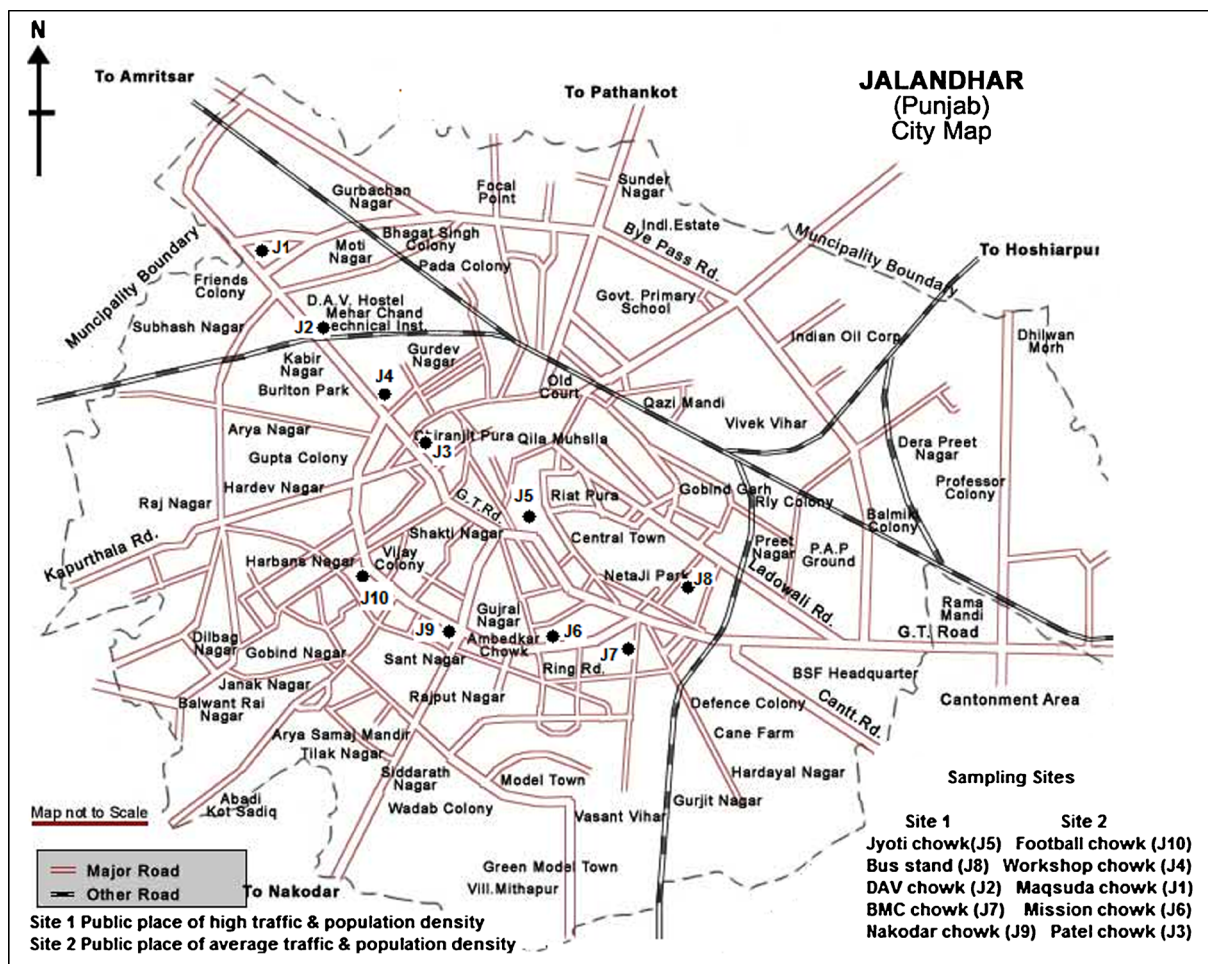 N
To Amritsar
To Pathankot
JALANDHAR
(Punjab)
City Map
Gurbachan
Nagar
Focal
Point
Sunder
Nagar
Indl.Estate
Bye Pass Rd.
Muncipality Boundary
To Hoshiarpur
Muncipality Boundary
J1
Moti
Nagar
Bhagat Singh
Colony
Pada Colony
Friends
Colony
Govt. Primary
School
D.A.V. Hostel
Mehar Chand
Technical Inst.
J2
Subhash Nagar
Indian Oil Corp
Dhilwan
Morh
Kabir
Nagar
Gurdev
Nagar
Burlton Park
J4
Old
Court
Qazi Mandi
Vivek Vihar
Arya Nagar
Chiranjit Pura
J3
Qila Muhslla
Dera Preet
Nagar
Gupta Colony
Hardev Nagar
Raj Nagar
G.T.Rd.
J5
Riat Pura
Gobind Garh
Rly Colony
Professor
Colony
Balmiki
Colony
Shakti Nagar
Central Town
Preet
Nagar
P.A.P
Ground
Kapurthala Rd.
Harbans Nagar
Vijay
Colony
J10
NetaJi Park
J8
Ladowali Rd.
Rama
Mandi
G.T. Road
Gujral
Nagar
J9
Ambedkar
Chowk
J6
J7
Dilbag
Nagar
Gobind Nagar
Sant Nagar
Ring Rd.
BSF Headquarter
Cantonment Area
Janak Nagar
Balwant Rai
Nagar
Rajput Nagar
Defence Colony
Cantt.Rd.
Cane Farm
Arya Samaj Mandir
Tilak Nagar
Siddarath
Nagar
Model Town
Hardayal Nagar
Gurjit Nagar
Abadi
Kot Sadiq
Wadab Colony
Vasant Vihar
Green Model Town
Vill.Mithapur
To Nakodar
Map not to Scale
Major Road
Other Road
Site 1 Public place of high traffic & population density
Site 2 Public place of average traffic & population density
Sampling Sites
Site 1 Site 2
Jyoti chowk(J5) Football chowk (J10)
Bus stand (J8) Workshop chowk (J4)
DAV chowk (J2) Maqsuda chowk (J1)
BMC chowk (J7) Mission chowk (J6)
Nakodar chowk (J9) Patel chowk (J3)